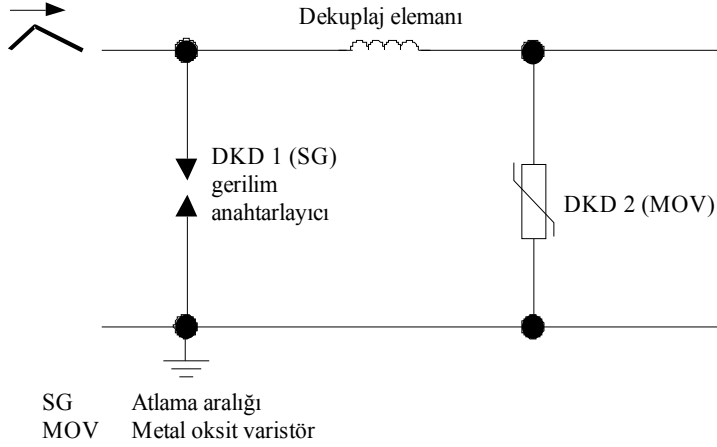 Dekuplaj elemanı
DKD 1 (SG)
gerilim
anahtarlayıcı
DKD 2 (MOV)
SG Atlama aralığı
MOV Metal oksit varistör